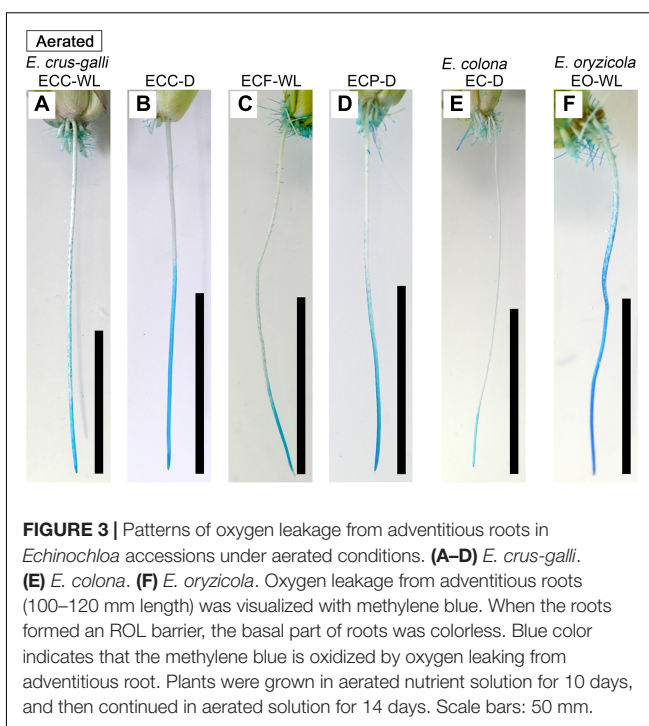 Aerated
E. crus-galli E. colona E. oryzicola
ECC-WL ECC-D ECF-WL ECP-D EC-D EO-WL
A B C D E F
FIGURE 3 | Patterns of oxygen leakage from adventitious roots in
Echinochloa accessions under aerated conditions. (A–D) E. crus-galli.
(E) E. colona. (F) E. oryzicola. Oxygen leakage from adventitious roots
(100–120 mm length) was visualized with methylene blue. When the roots
formed an ROL barrier, the basal part of roots was colorless. Blue color
indicates that the methylene blue is oxidized by oxygen leaking from
adventitious root. Plants were grown in aerated nutrient solution for 10 days,
and then continued in aerated solution for 14 days. Scale bars: 50 mm.